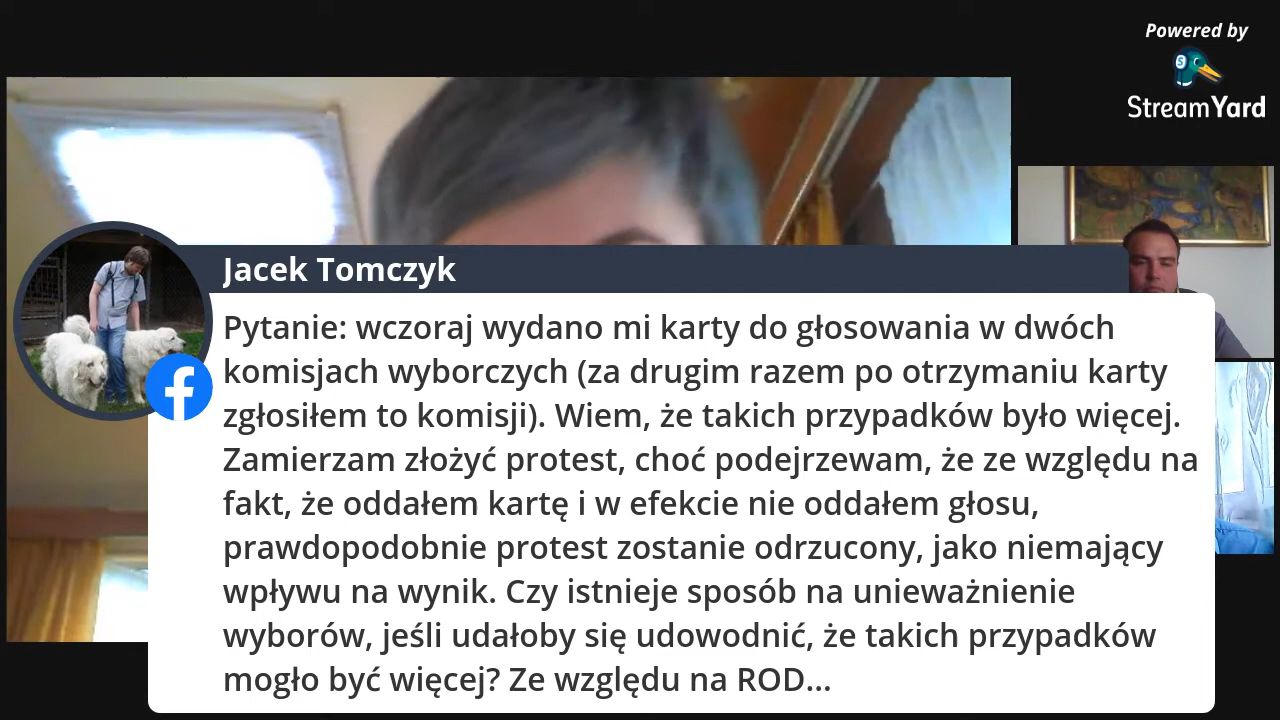 Powered by
StreamYard
Jacek Tomczyk
Pytanie: wczoraj wydano mi karty do głosowania w dwóch
komisjach wyborczych (za drugim razem po otrzymaniu karty
zgłosiłem to komisji). Wiem, że takich przypadków było więcej.
Zamierzam złożyć protest, choć podejrzewam, że ze względu na
fakt, że oddałem kartę i w efekcie nie oddałem głosu,
prawdopodobnie protest zostanie odrzucony, jako niemający
wpływu na wynik. Czy istnieje sposób na unieważnienie
wyborów, jeśli udałoby się udowodnić, że takich przypadków
mogło być więcej? Ze względu na ROD...